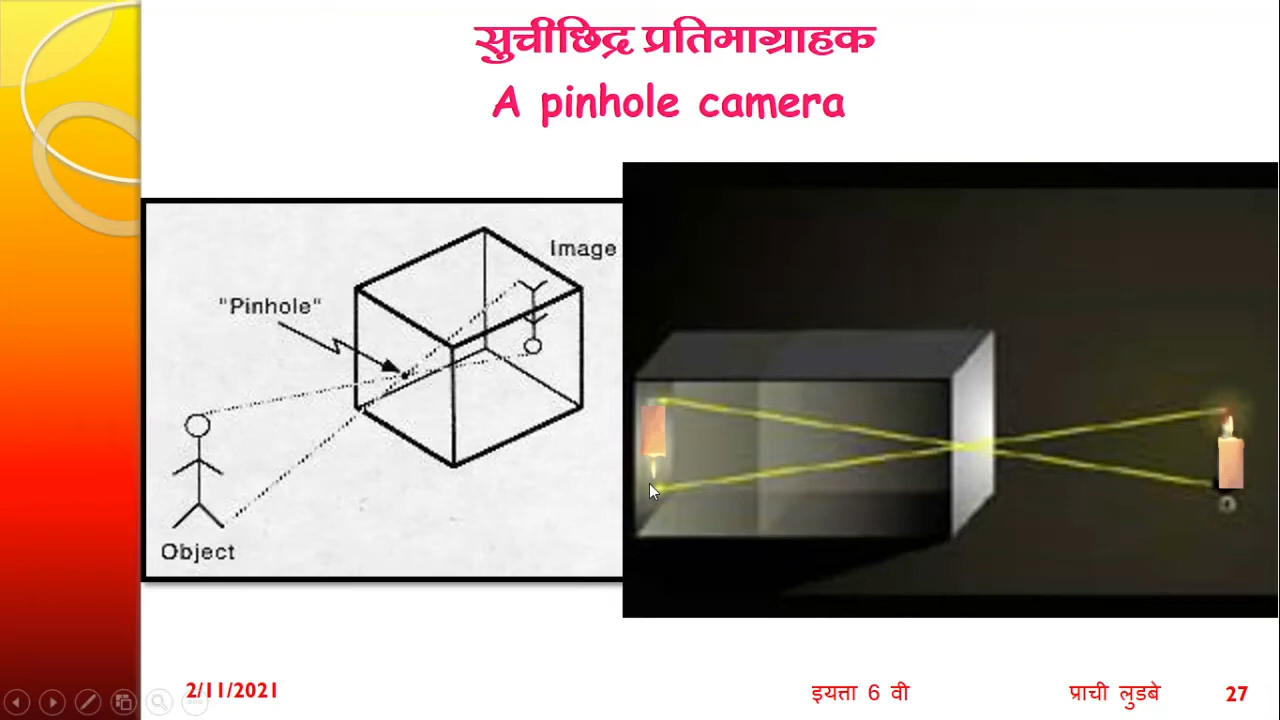 सुचीछिद्र प्रतिमाग्राहक
A pinhole camera
Image
"Pinhole"
Object
2/11/2021
इयत्ता 6 वी
प्राची लुडबे
27